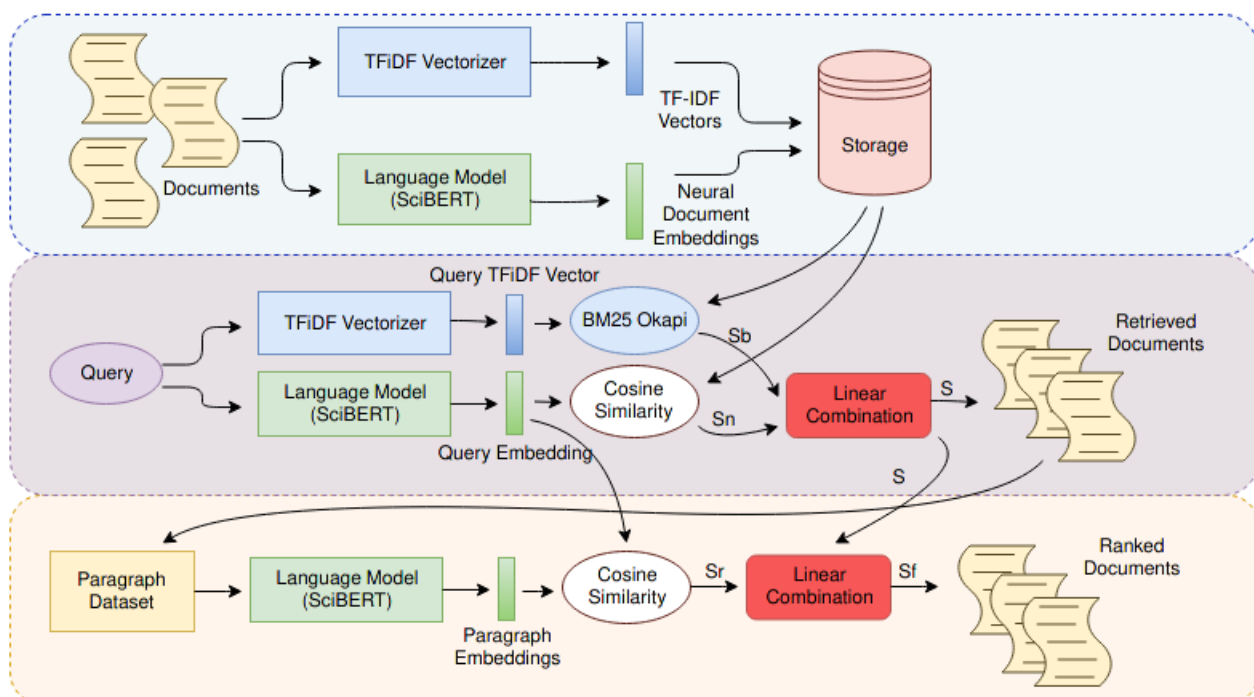 TFiDF Vectorizer
TF-IDF
Vectors
Storage
Documents
Language Model
(SciBERT)
Neural
Document
Embeddings
Query TFiDF Vector
TFiDF Vectorizer
BM25 Okapi
Sb
Retrieved
Documents
Query
Language Model
(SciBERT)
Cosine
Similarity
Sn
Linear
Combination
S
Query Embedding
S
Paragraph
Dataset
Language Model
(SciBERT)
Cosine
Similarity
Sr
Linear
Combination
Sf
Ranked
Documents
Paragraph
Embeddings